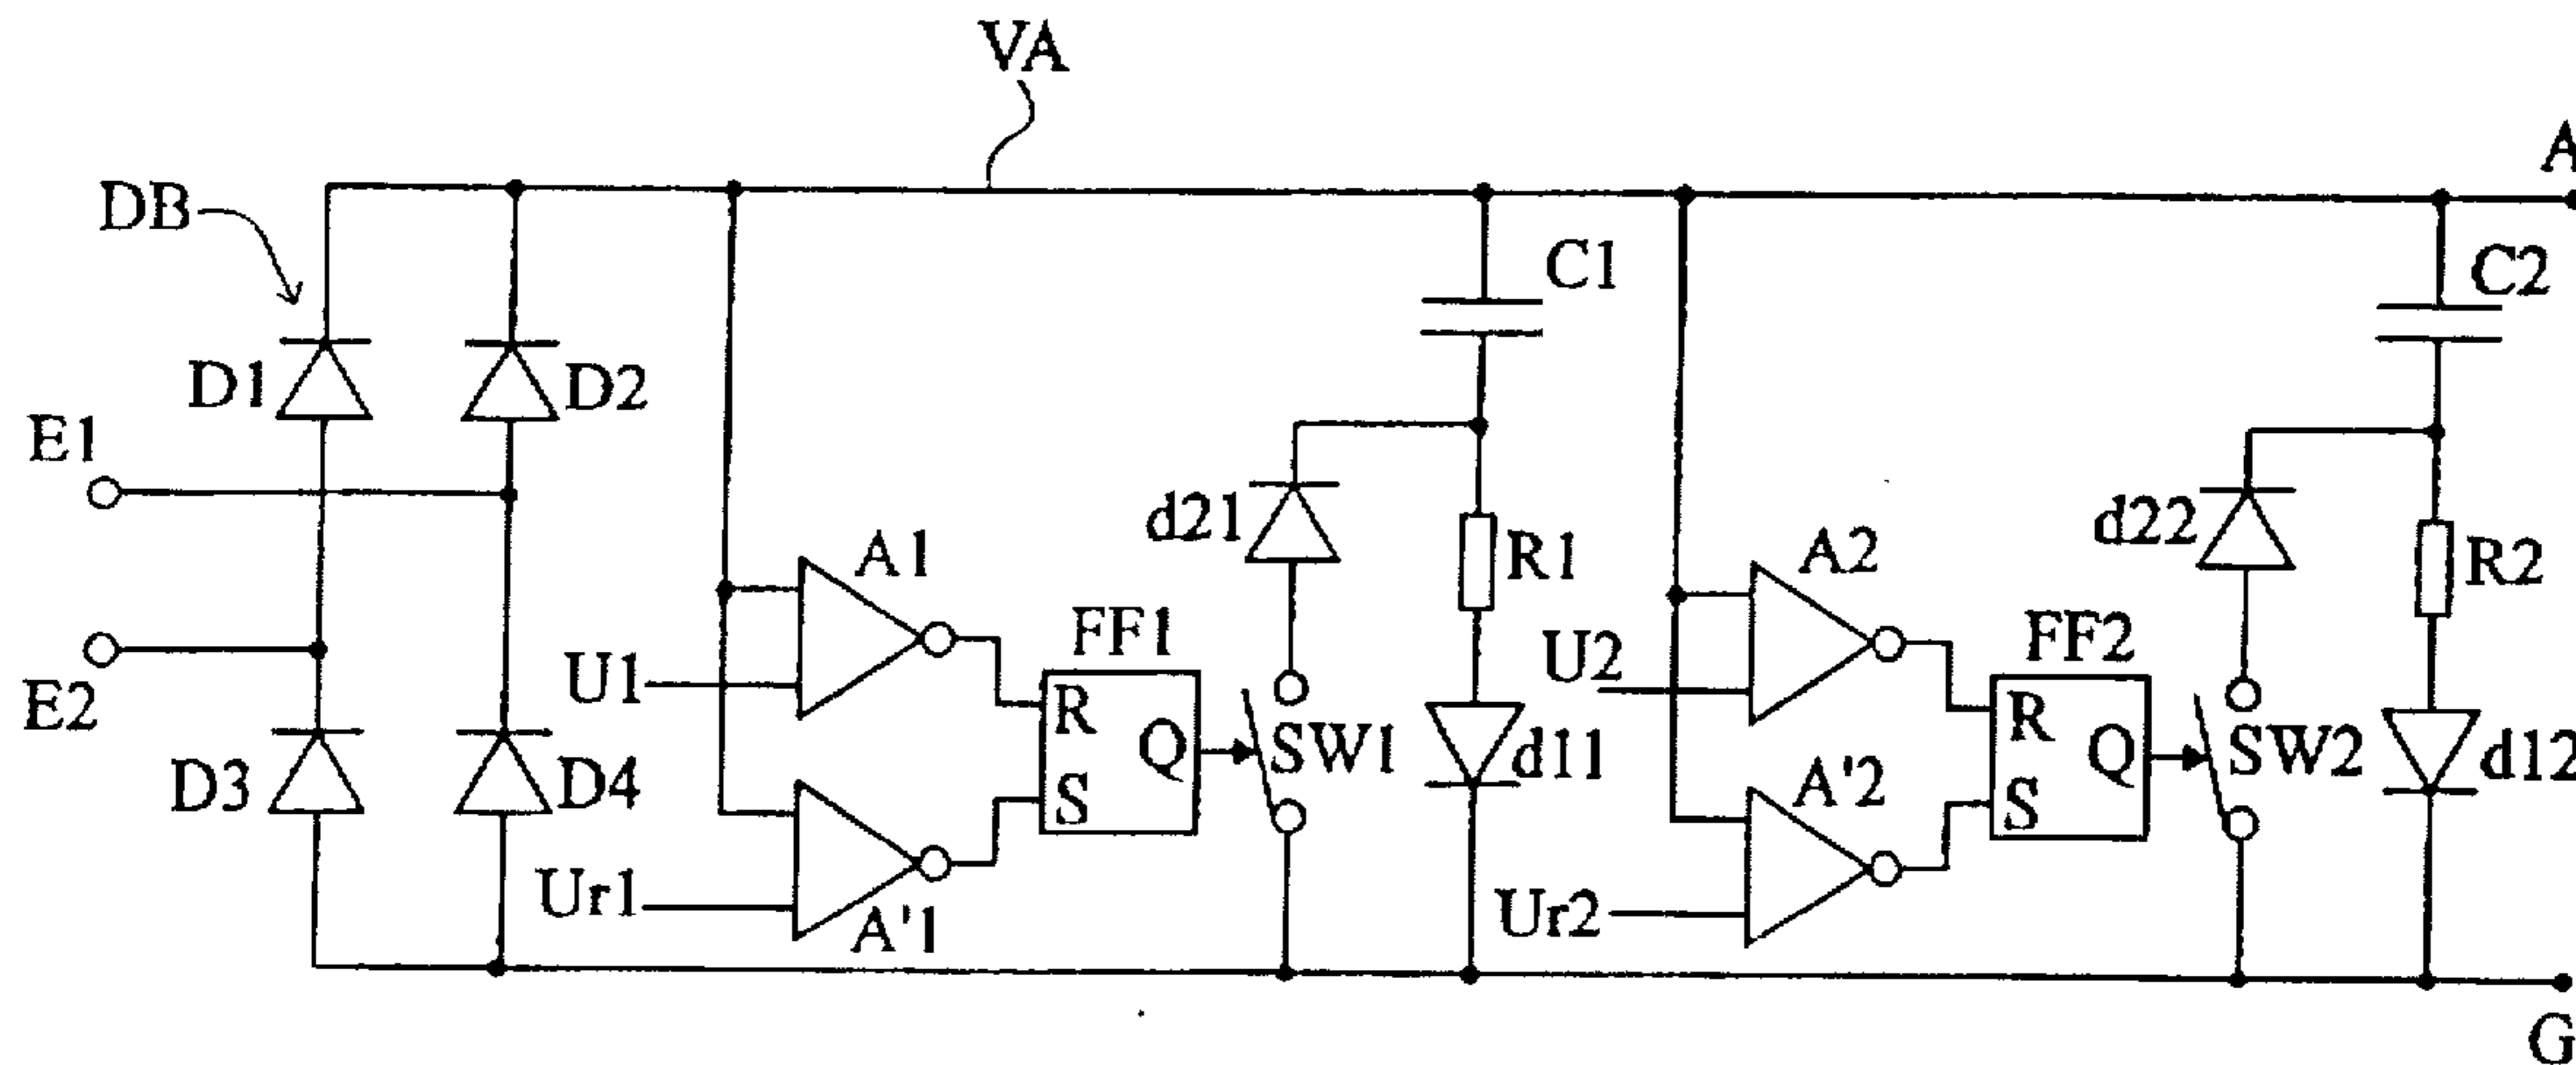 VA
A
DB
C1
C2
D1
D2
E1
d21
d22
A1
R1
A2
R2
FF1
FF2
U1
U2
E2
R
R
D3
D4
Q
SW1
d11
A'2
Q
SW2
d12
S
S
Ur1
A'1
Ur2
G